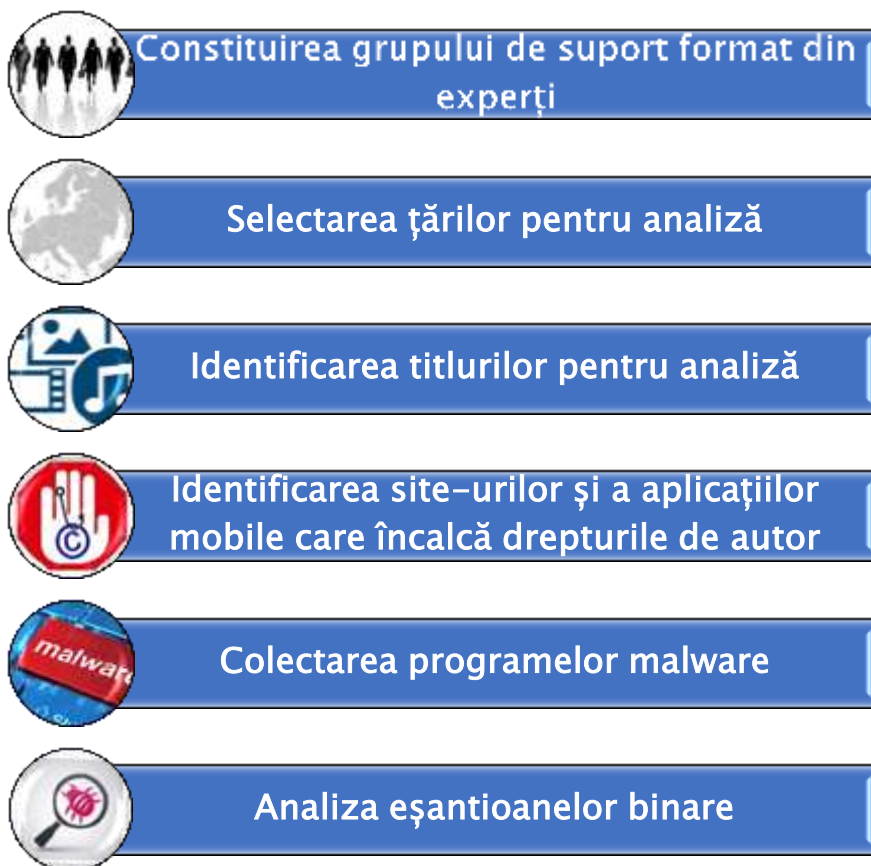 Constituirea grupului de suport format din
experți
Selectarea țărilor pentru analiză
Identificarea titlurilor pentru analiză
Identificarea site-urilor și a aplicațiilor
mobile care încalcă drepturile de autor
©
malware
Colectarea programelor malware
Analiza eșantioanelor binare